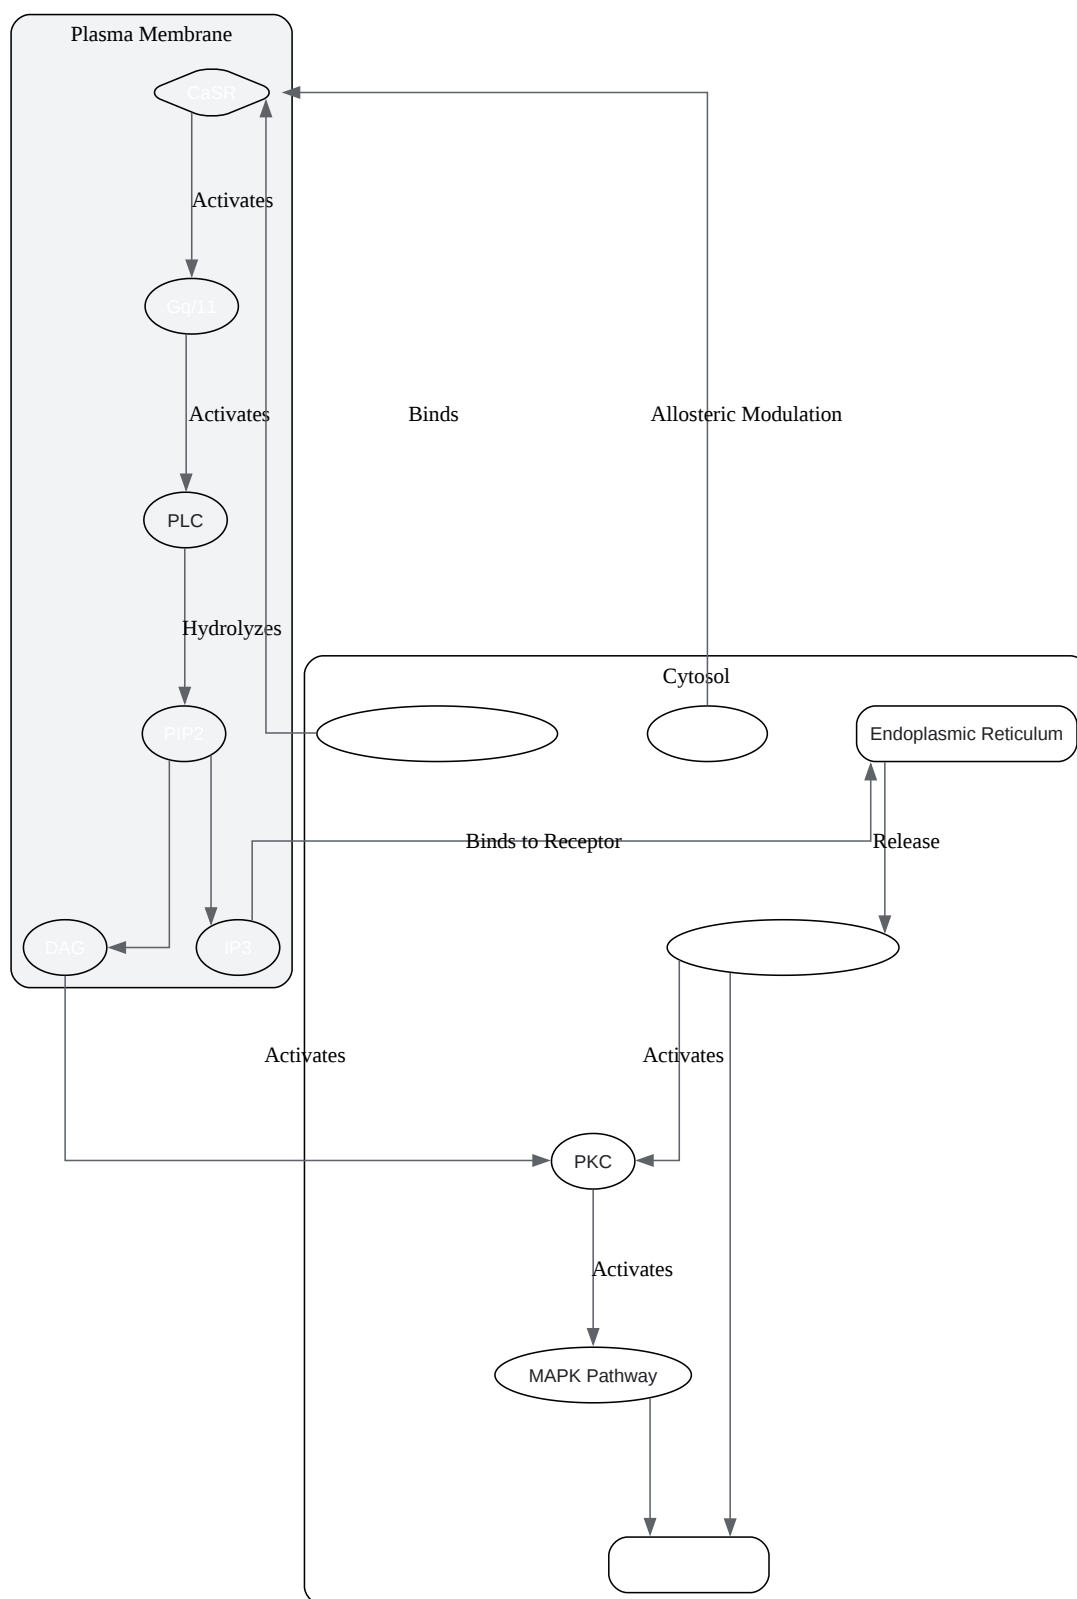 Plasma Membrane
CaSR
Activates
Gq/11
Activates
Binds
Allosteric Modulation
PLC
Hydrolyzes
Cytosol
PIP2
Endoplasmic Reticulum
Binds to Receptor
Release
DAG
IP3
Activates
Activates
PKC
Activates
MAPK Pathway